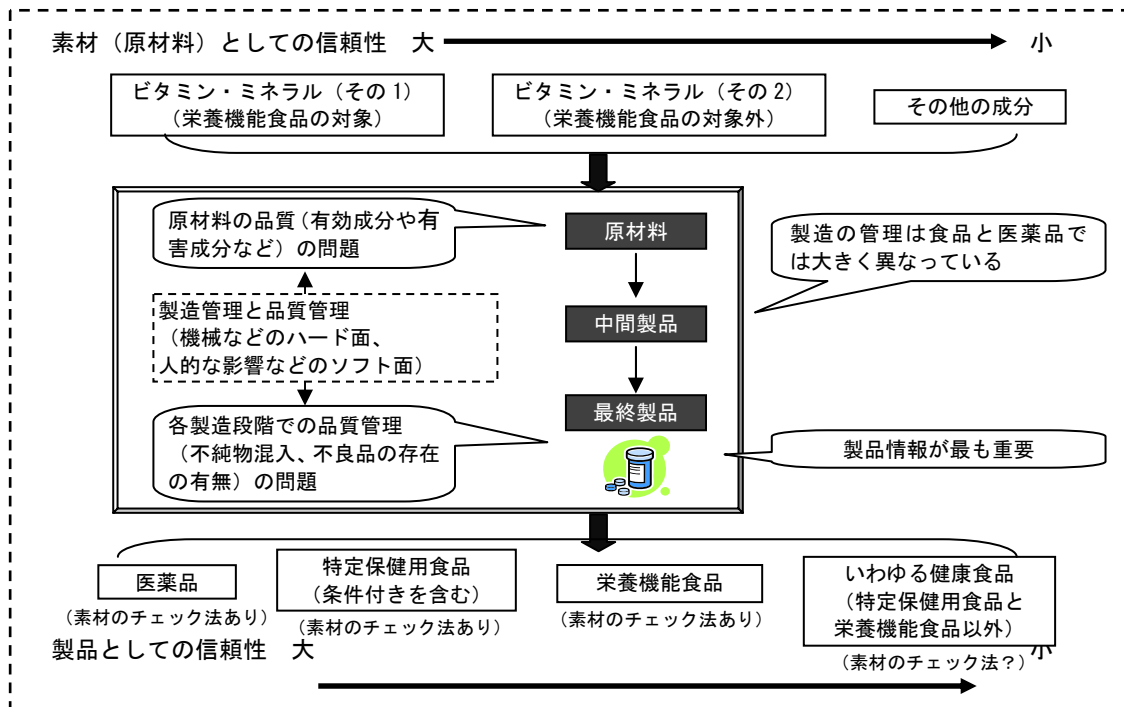 素材（原材料）としての信頼性　大
小
ビタミン・ミネラル（その1）
（栄養機能食品の対象）
ビタミン・ミネラル（その2）
（栄養機能食品の対象外）
その他の成分
原材料の品質（有効成分や有
害成分など）の問題
原材料
製造の管理は食品と医薬品で
は大きく異なっている
製造管理と品質管理
（機械などのハード面、
人的な影響などのソフト面）
中間製品
最終製品
各製造段階での品質管理
（不純物混入、不良品の存在
の有無）の問題
製品情報が最も重要
医薬品
（素材のチェック法あり）
特定保健用食品
（条件付きを含む）
（素材のチェック法あり）
栄養機能食品
（素材のチェック法あり）
いわゆる健康食品
（特定保健用食品と
栄養機能食品以外）
（素材のチェック法？）
製品としての信頼性　大
小